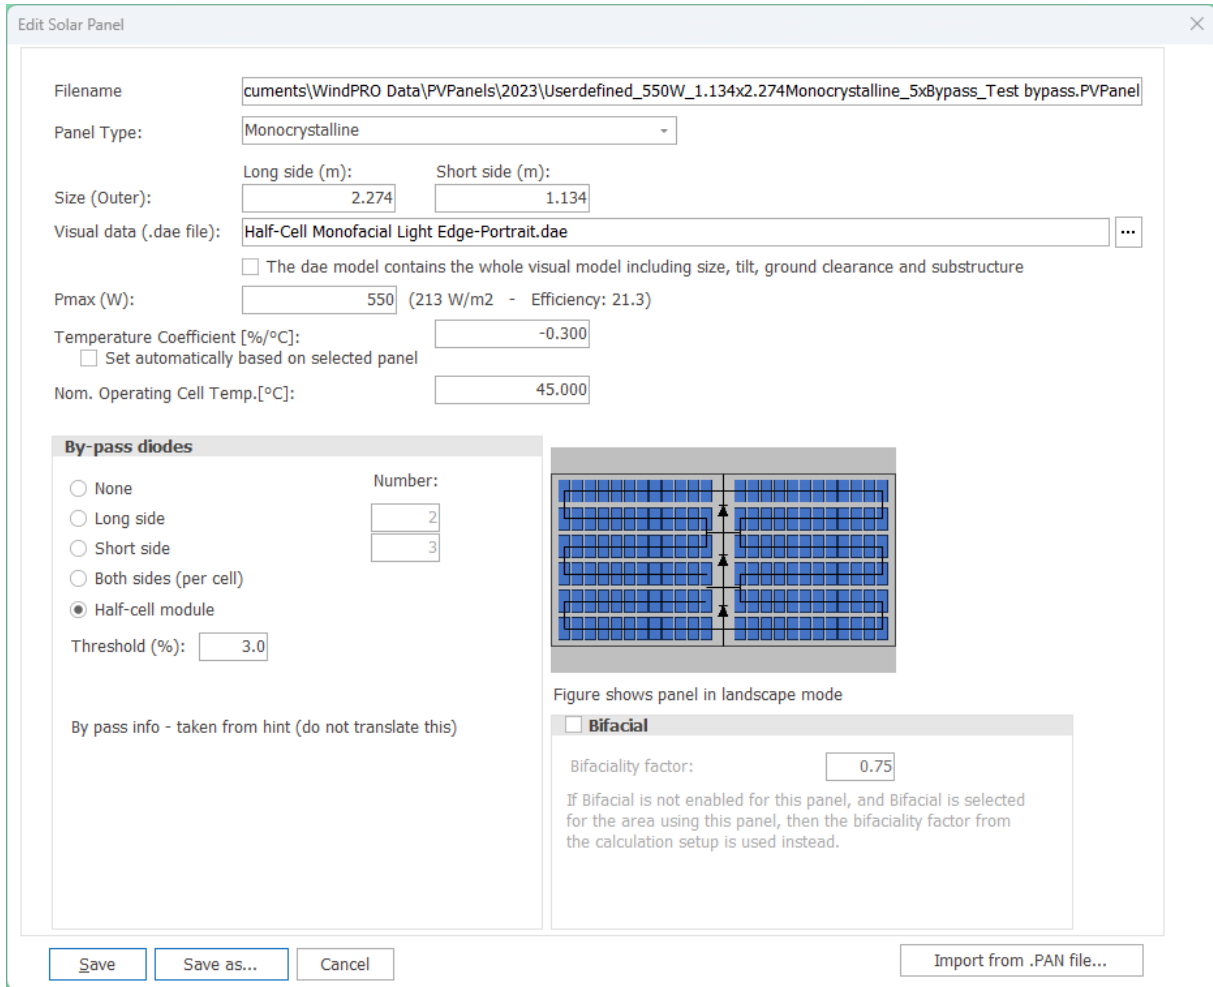 Edit Solar Panel
Filename cuments\WindPRO Data\PVPanels\2023\Userdefined_550W_1.134x2.274Monocrystalline_5xBypass_Test bypass.PVPanel
Panel Type: Monocrystalline
Long side (m): Short side (m):
Size (Outer): 2.274 1.134
Visual data (.dae file): Half-Cell Monofacial Light Edge-Portrait.dae ...
The dae model contains the whole visual model including size, tilt, ground clearance and substructure
Pmax (W): 550 (213 W/m2 - Efficiency: 21.3)
Temperature Coefficient [%/°C]: -0.300
Set automatically based on selected panel
Nom. Operating Cell Temp.[°C]: 45.000
By-pass diodes
Number:
None
Long side 2
Short side 3
Both sides (per cell)
Half-cell module
Threshold (%): 3.0
By pass info - taken from hint (do not translate this)
Figure shows panel in landscape mode
Bifacial
Bifaciality factor: 0.75
If Bifacial is not enabled for this panel, and Bifacial is selected
for the area using this panel, then the bifaciality factor from
the calculation setup is used instead.
Save Save as... Cancel Import from .PAN file...